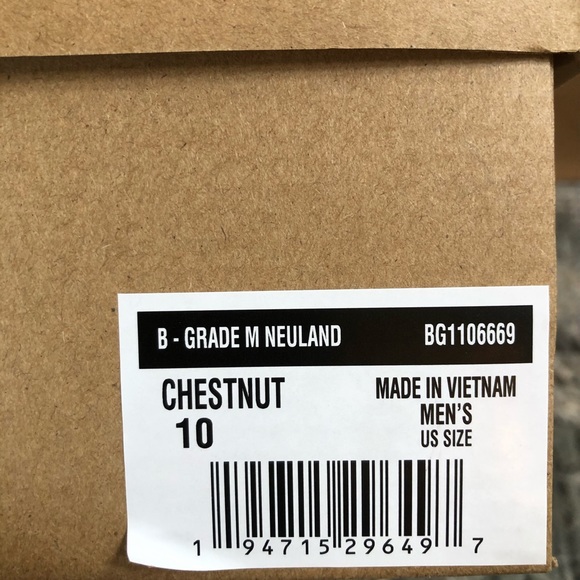 B - GRADE M NEULAND BG1106669
CHESTNUT MADE IN VIETNAM
10 MEN'S
US SIZE
1 94715 29649 7